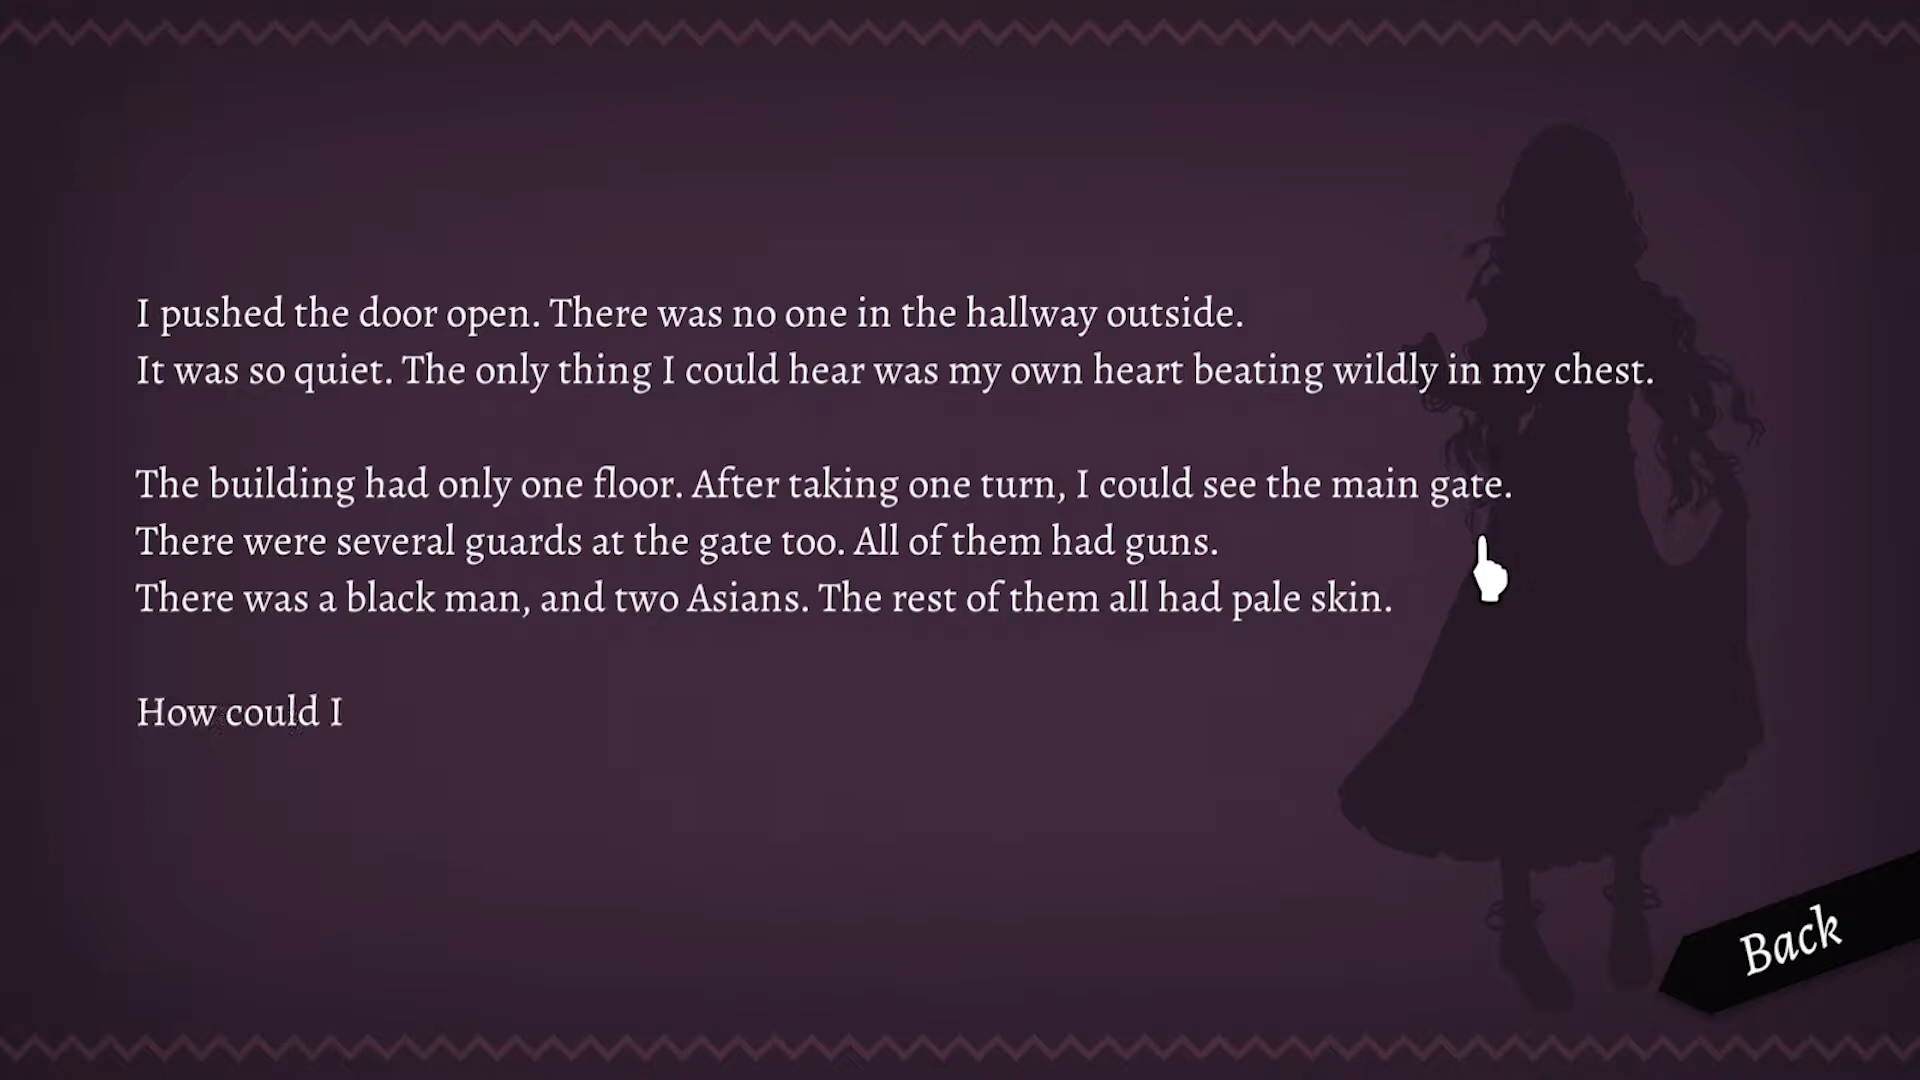 I pushed the door open. There was no one in the hallway outside.
It was so quiet. The only thing I could hear was my own heart beating wildly in my chest.
The building had only one floor. After taking one turn, I could see the main gate.
There were several guards at the gate too. All of them had guns.
There was a black man, and two Asians. The rest of them all had pale skin.
How could I
Back